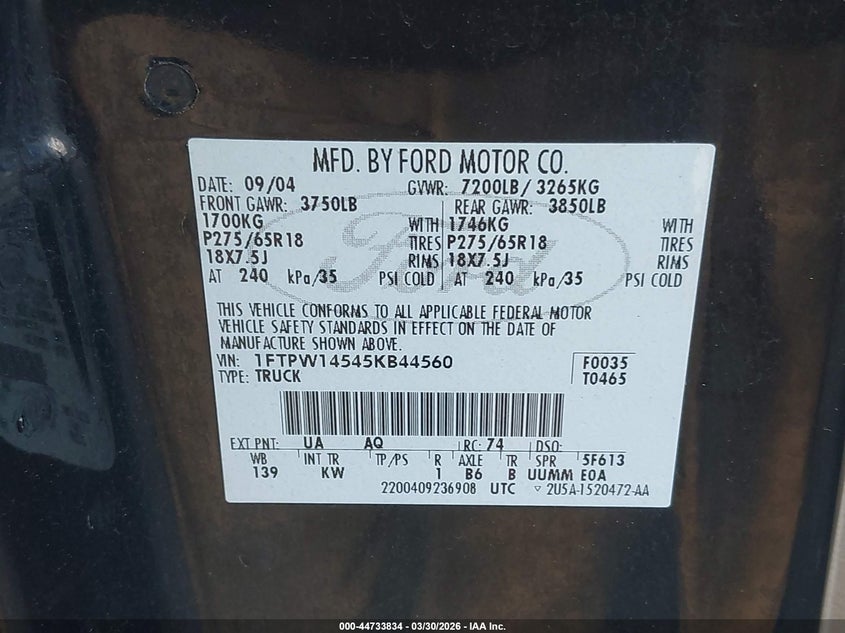 MFD. BY FORD MOTOR CO.
DATE: 09/04 GVWR: 7200LB/ 3265KG
FRONT GAWR: 3750LB REAR GAWR: 3850LB
1700KG WITH 1746KG WITH
P275/65R18 TIRES P275/65R18 TIRES
18X7.5J RIMS 18X7.5J RIMS
AT 240 kPa/35 PSI COLD AT 240 kPa/35 PSI COLD
Ford
THIS VEHICLE CONFORMS TO ALL APPLICABLE FEDERAL MOTOR
VEHICLE SAFETY STANDARDS IN EFFECT ON THE DATE OF
MANUFACTURE SHOWN ABOVE.
VIN: 1FTPW14545KB44560 F0035
TYPE: TRUCK T0465
EXT PNT: UA AQ RC: 74 DSO:
WB INT TR TP/PS R AXLE TR SPR 5F613
139 KW 1 B6 B UUMM EOA
2200409236908 UTC ▽ 2U5A-1520472-AA
000-44733834 — 03/30/2026 — IAA Inc.